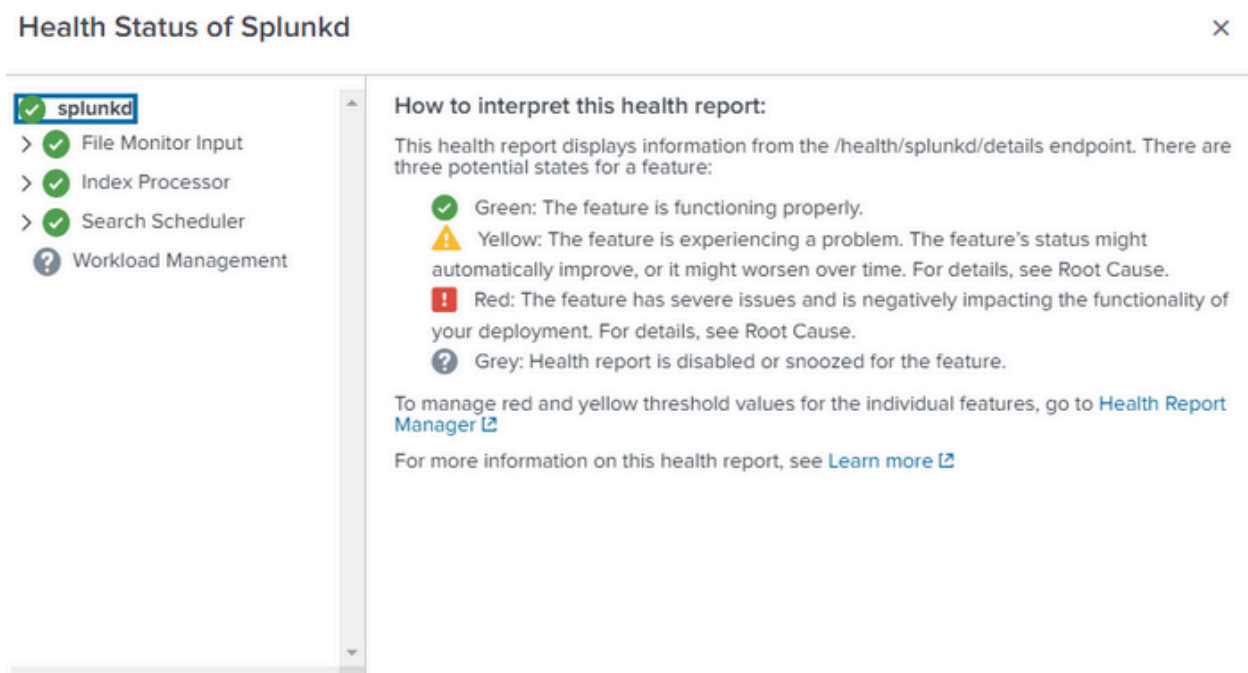 Health Status of Splunkd
splunkd
File Monitor Input
Index Processor
Search Scheduler
Workload Management
How to interpret this health report:
This health report displays information from the /health/splunkd/details endpoint. There are
three potential states for a feature:
Green: The feature is functioning properly.
Yellow: The feature is experiencing a problem. The feature's status might
automatically improve, or it might worsen over time. For details, see Root Cause.
Red: The feature has severe issues and is negatively impacting the functionality of
your deployment. For details, see Root Cause.
Grey: Health report is disabled or snoozed for the feature.
To manage red and yellow threshold values for the individual features, go to Health Report
Manager
For more information on this health report, see Learn more